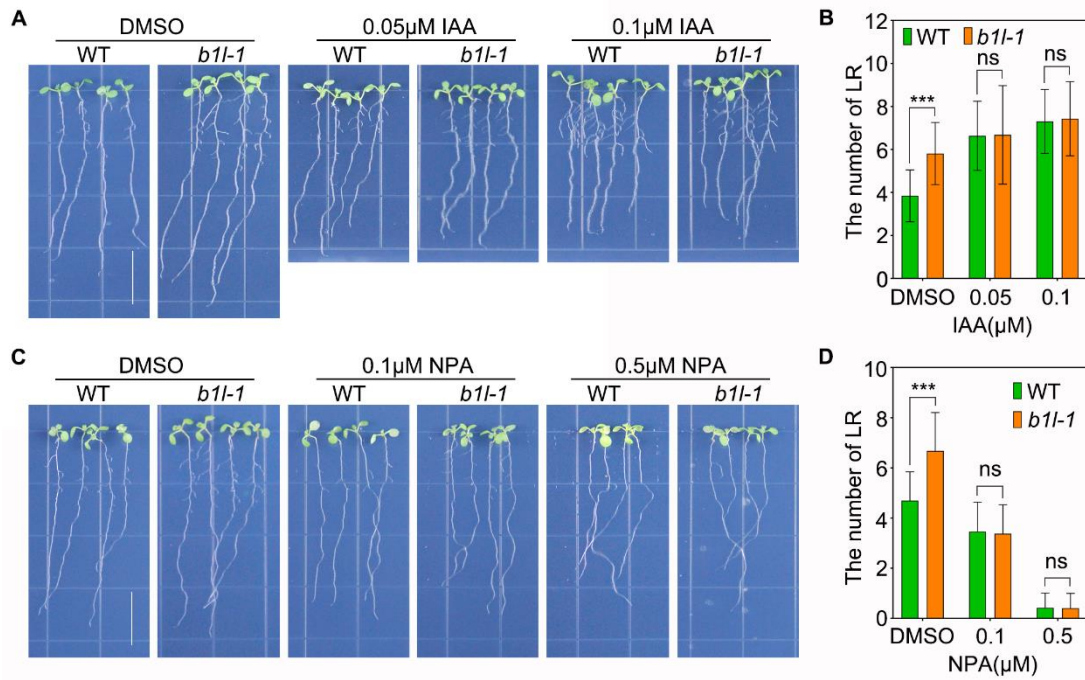 A
DMSO
0.05µM IAA
0.1µM IAA
WT
b1l-1
WT
b1l-1
WT
b1l-1
B
12
10
8
6
4
2
0
The number of LR
WT
b1l-1
***
ns
ns
DMSO
0.05
0.1
IAA(µM)
C
DMSO
0.1µM NPA
0.5µM NPA
WT
b1l-1
WT
b1l-1
WT
b1l-1
D
10
8
6
4
2
0
The number of LR
WT
b1l-1
***
ns
ns
DMSO
0.1
0.5
NPA(µM)